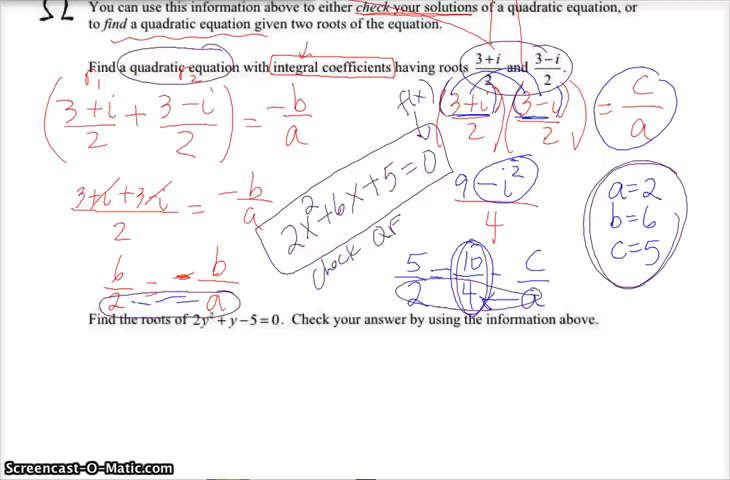 You can use this information above to either check your solutions of a quadratic equation, or
to find a quadratic equation given two roots of the equation.
Find a quadratic equation with integral coefficients having roots (3+i)/2 and (3-i)/2.
r1 r2
(3+i/2 + 3-i/2) = -b/a
f(x)
(3+i/2)(3-i/2) = c/a
3+i+3-i/2 = -b/a
2x²+6x+5=0
check QF
9-i²/4
a=2
b=6
c=5
6/2 = -b/a
5/2 = 10/4 = c/a
Find the roots of 2y² + y − 5 = 0. Check your answer by using the information above.
Screencast-O-Matic.com